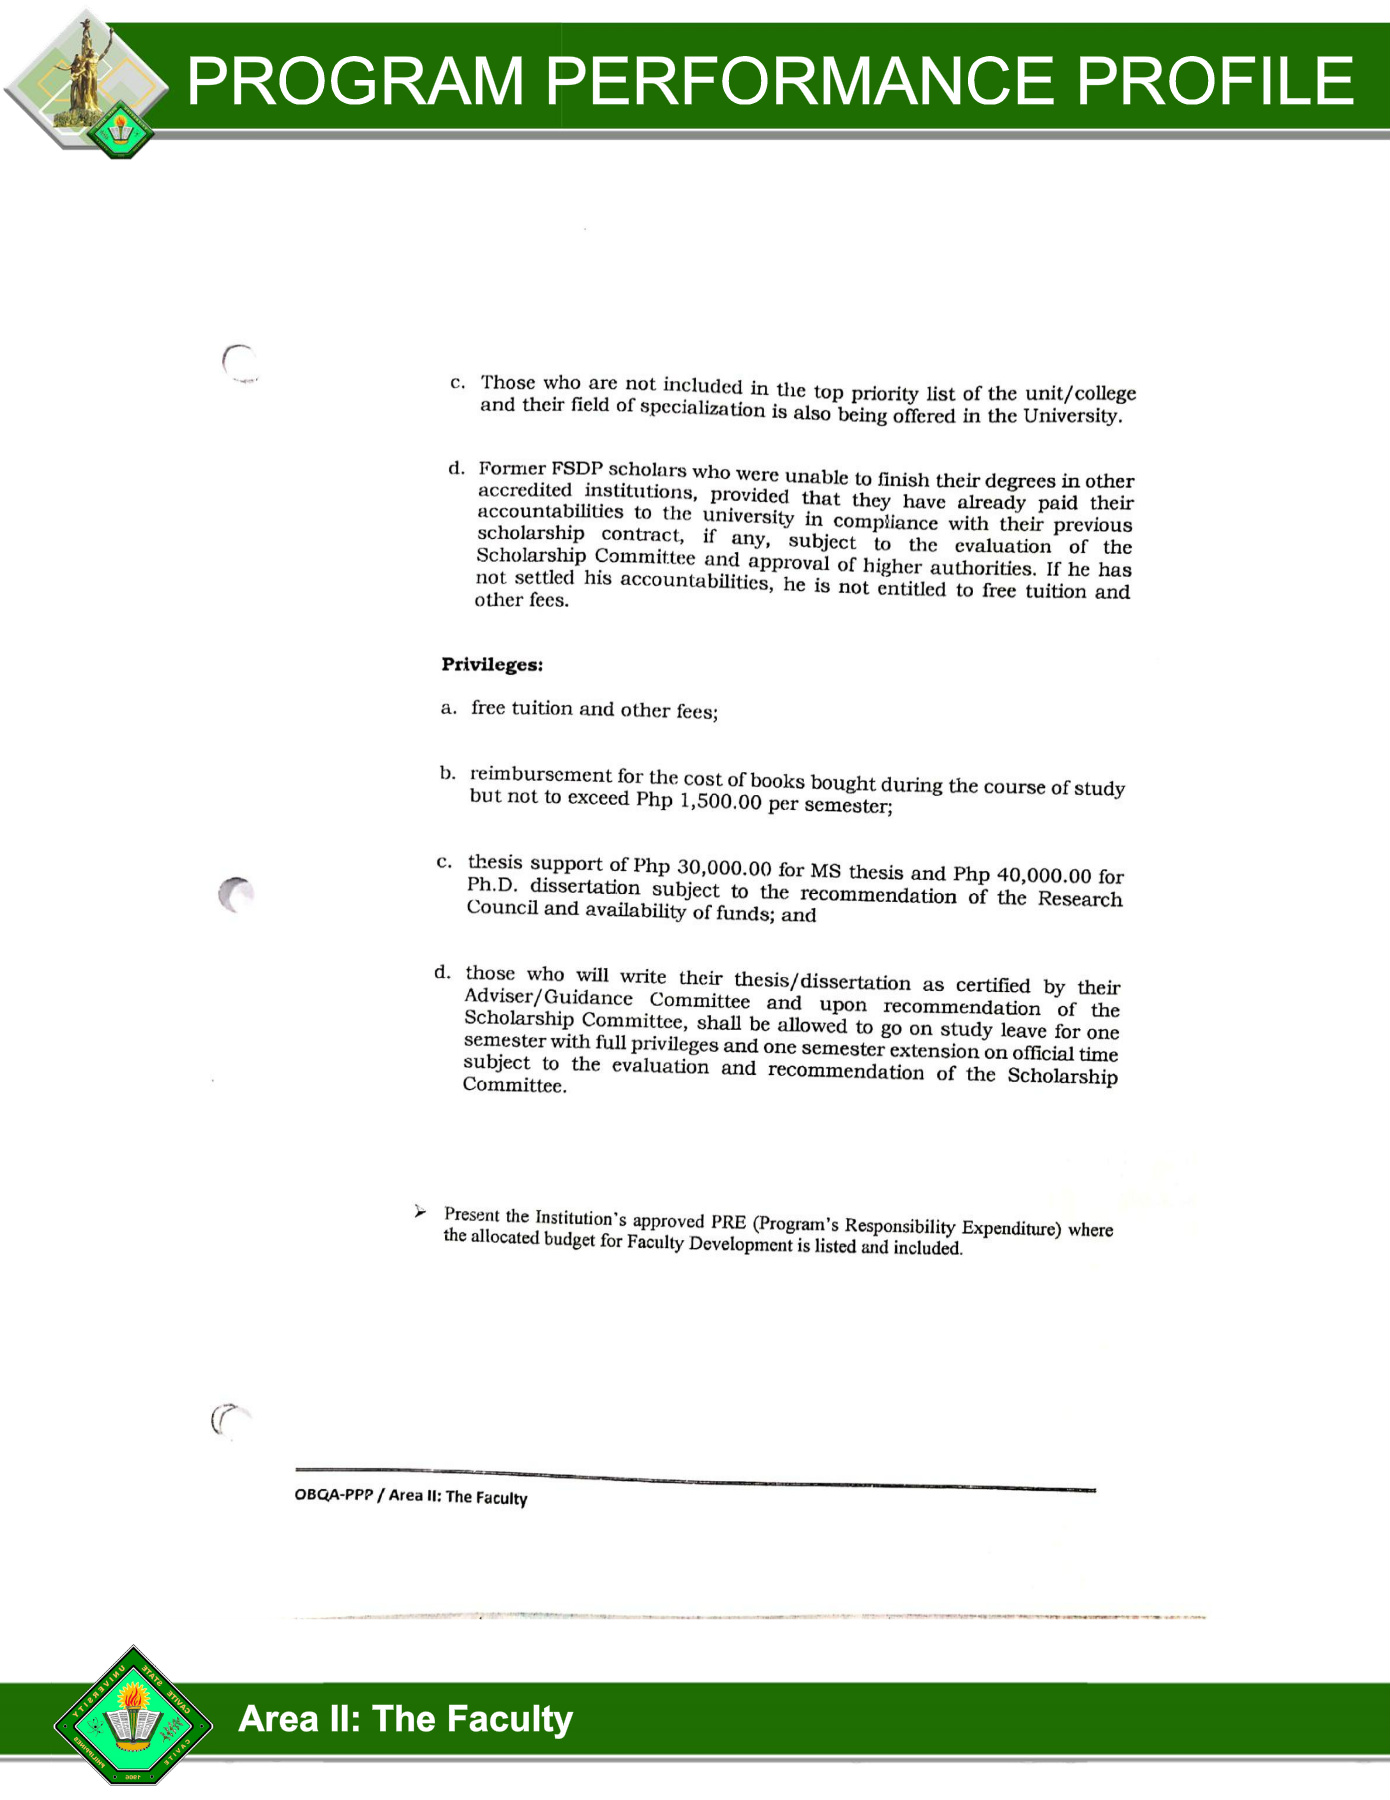 PROGRAM PERFORMANCE PROFILE
c. Those who are not included in the top priority list of the unit/college
and their field of specialization is also being offered in the University.
d. Former FSDP scholars who were unable to finish their degrees in other
accredited institutions, provided that they have already paid their
accountabilities to the university in compliance with their previous
scholarship contract, if any, subject to the evaluation of the
Scholarship Committee and approval of higher authorities. If he has
not settled his accountabilities, he is not entitled to free tuition and
other fees.
Privileges:
a. free tuition and other fees;
b. reimbursement for the cost of books bought during the course of study
but not to exceed Php 1,500.00 per semester;
c. thesis support of Php 30,000.00 for MS thesis and Php 40,000.00 for
Ph.D. dissertation subject to the recommendation of the Research
Council and availability of funds; and
d. those who will write their thesis/dissertation as certified by their
Adviser/Guidance Committee and upon recommendation of the
Scholarship Committee, shall be allowed to go on study leave for one
semester with full privileges and one semester extension on official time
subject to the evaluation and recommendation of the Scholarship
Committee.
➢ Present the Institution's approved PRE (Program's Responsibility Expenditure) where
the allocated budget for Faculty Development is listed and included.
OBQA-PPP / Area II: The Faculty
CAVITE STATE UNIVERSITY
CAVITE
PHILIPPINES
1906
Area II: The Faculty